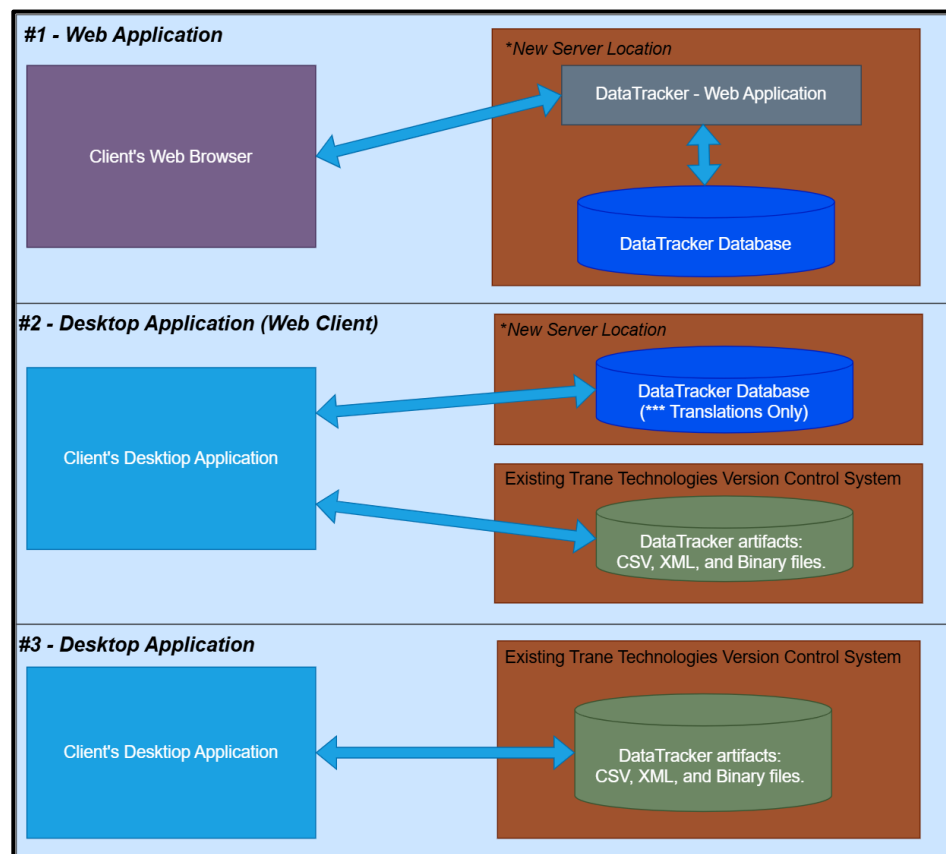 #1 - Web Application
*New Server Location
DataTracker - Web Application
Client's Web Browser
DataTracker Database
#2 - Desktop Application (Web Client)
*New Server Location
DataTracker Database
(*** Translations Only)
Client's Desktiop Application
Existing Trane Technologies Version Control System
DataTracker artifacts:
CSV, XML, and Binary files.
#3 - Desktop Application
Existing Trane Technologies Version Control System
Client's Desktiop Application
DataTracker artifacts:
CSV, XML, and Binary files.